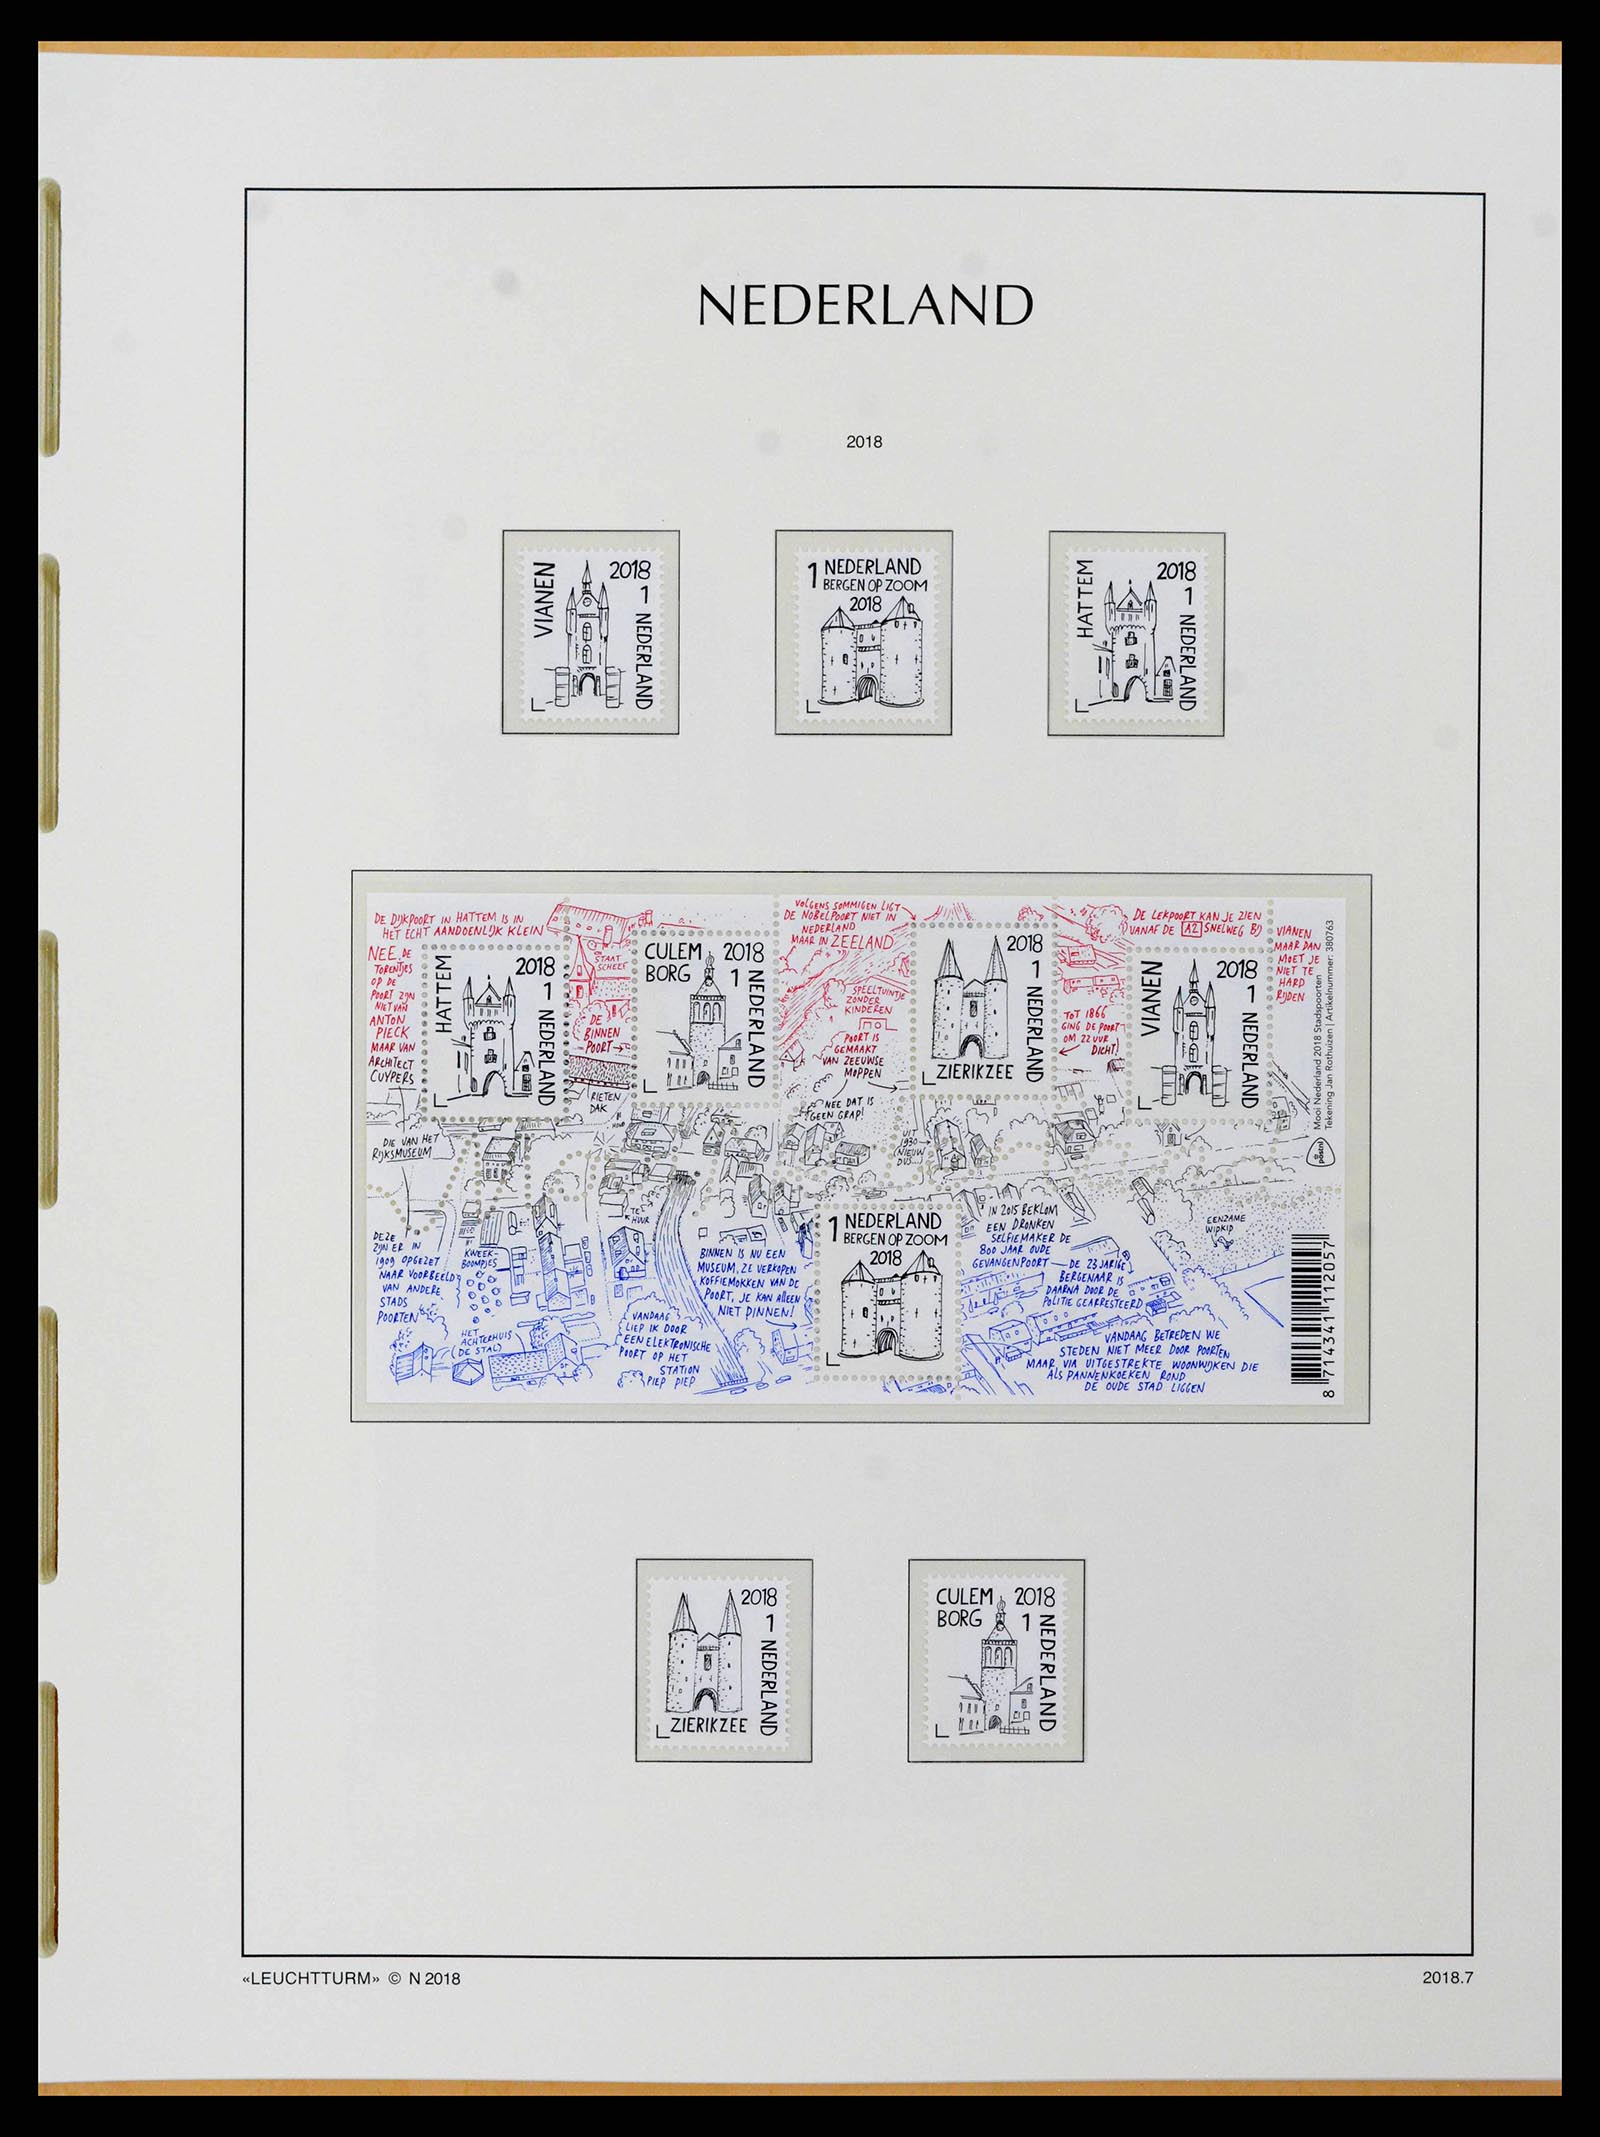 NEDERLAND
2018
VIANEN
2018
1
NEDERLAND
1 NEDERLAND
BERGEN OP ZOOM
2018
HATTEM
2018
1
NEDERLAND
DE DIJKPOORT IN HATTEM IS IN
HET ECHT AANDOENLIJK KLEIN
NEE, DE
TORENTJES
OP DE
POORT ZIJN
NIET VAN
ANTON
PIECK
MAAR VAN
ARCHITECT
CUYPERS
DIE VAN HET
RIJKSMUSEUM
HATTEM
2018
1
NEDERLAND
STAAT
SCHEEF
DE
BINNEN
POORT
RIETEN
DAK
CULEM
BORG
2018
1
NEDERLAND
VOLGENS SOMMIGEN LIGT
DE NOBELPOORT NIET IN
NEDERLAND
MAAR IN ZEELAND
SPEELTUINTJE
ZONDER
KINDEREN
POORT IS
GEMAAKT
VAN ZEEUWSE
MOPPEN
NEE DAT IS
GEEN GRAP!
2018
1
NEDERLAND
ZIERIKZEE
UIT
1930
NIEUW
DUS
TOT 1866
GING DE POORT
OM 22 UUR
DICHT!
DE LEKPOORT KAN JE ZIEN
VANAF DE A2 SNELWEG BIJ
VIANEN
MAAR DAN
MOET JE
NIET TE
HARD
RIJDEN
VIANEN
2018
1
NEDERLAND
Mooi Nederland 2018 Stadspoorten
Tekening Jan Rothuizen | Artikelnummer: 380763
postnl
DEZE
ZIJN ER IN
1909 OPGEZET
NAAR VOORBEELD
VAN ANDERE
STADS
POORTEN
KWEEK-
BOOMPJES
HET
ACHTERHUIS
(DE STAL)
TE
HUUR
BINNEN IS NU EEN
MUSEUM, ZE VERKOPEN
KOFFIEMOKKEN VAN DE
POORT, JE KAN ALLEEN
NIET PINNEN!
VANDAAG
LIEP IK DOOR
EEN ELEKTRONISCHE
POORT OP HET
STATION
PIEP PIEP
1 NEDERLAND
BERGEN OP ZOOM
2018
IN 2015 BEKLOM
EEN DRONKEN
SELFIEMAKER DE
800 JAAR OUDE
GEVANGENPOORT
DE 23 JARIGE
BERGENAAR IS
DAARNA DOOR DE
POLITIE GEARRESTEERD
EENZAME
WIDKID
VANDAAG BETREDEN WE
STEDEN NIET MEER DOOR POORTEN
MAAR VIA UITGESTREKTE WOONWIJKEN DIE
ALS PANNENKOEKEN ROND
DE OUDE STAD LIGGEN
8 714341 112057
2018
1
NEDERLAND
ZIERIKZEE
CULEM
BORG
2018
1
NEDERLAND
«LEUCHTTURM» © N 2018
2018.7